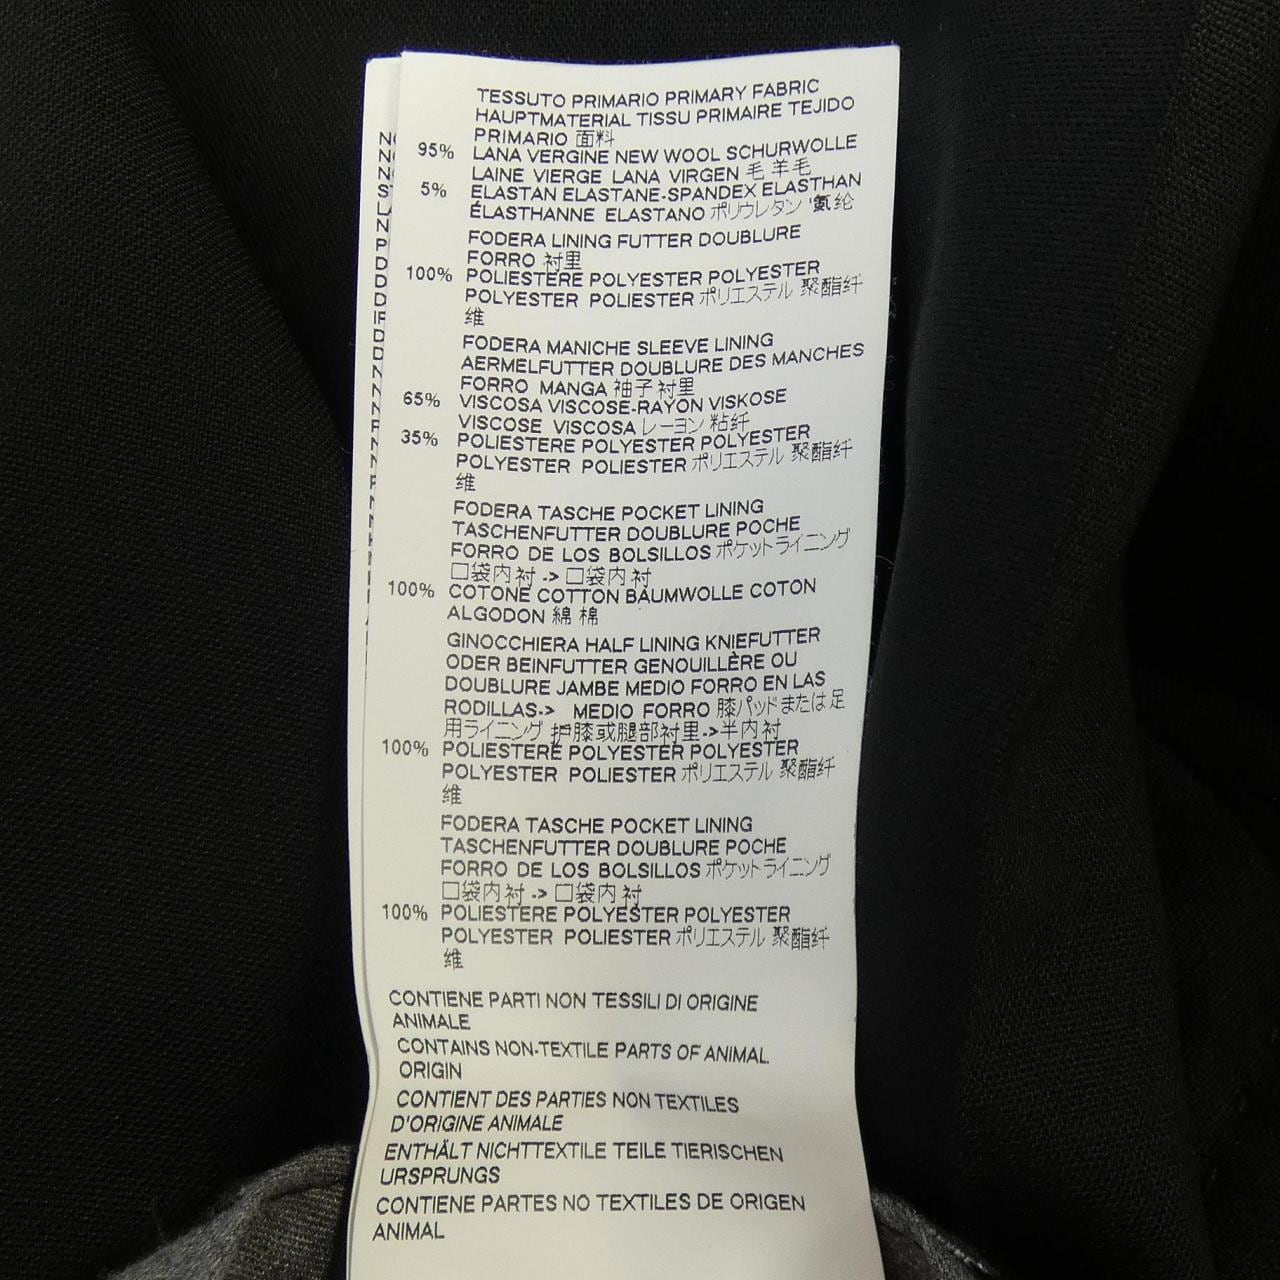 TESSUTO PRIMARIO PRIMARY FABRIC
HAUPTMATERIAL TISSU PRIMAIRE TEJIDO
PRIMARIO 面料
95% LANA VERGINE NEW WOOL SCHURWOLLE
LAINE VIERGE LANA VIRGEN 毛 羊毛
5% ELASTAN ELASTANE-SPANDEX ELASTHAN
ÉLASTHANNE ELASTANO ポリウレタン '氨纶
FODERA LINING FUTTER DOUBLURE
FORRO 衬里
100% POLIESTERE POLYESTER POLYESTER
POLYESTER POLIESTER ポリエステル 聚酯纤
维
FODERA MANICHE SLEEVE LINING
AERMELFUTTER DOUBLURE DES MANCHES
FORRO MANGA 袖子 衬里
65% VISCOSA VISCOSE-RAYON VISKOSE
VISCOSE VISCOSA レーヨン 粘纤
35% POLIESTERE POLYESTER POLYESTER
POLYESTER POLIESTER ポリエステル 聚酯纤
维
FODERA TASCHE POCKET LINING
TASCHENFUTTER DOUBLURE POCHE
FORRO DE LOS BOLSILLOS ポケットライニング
口袋内衬 -> 口袋内衬
100% COTONE COTTON BAUMWOLLE COTON
ALGODON 綿 棉
GINOCCHIERA HALF LINING KNIEFUTTER
ODER BEINFUTTER GENOUILLÈRE OU
DOUBLURE JAMBE MEDIO FORRO EN LAS
RODILLAS-> MEDIO FORRO 膝パッドまたは足
用ライニング 护膝或腿部衬里->半内衬
100% POLIESTERE POLYESTER POLYESTER
POLYESTER POLIESTER ポリエステル 聚酯纤
维
FODERA TASCHE POCKET LINING
TASCHENFUTTER DOUBLURE POCHE
FORRO DE LOS BOLSILLOS ポケットライニング
口袋内衬 -> 口袋内衬
100% POLIESTERE POLYESTER POLYESTER
POLYESTER POLIESTER ポリエステル 聚酯纤
维
CONTIENE PARTI NON TESSILI DI ORIGINE
ANIMALE
CONTAINS NON-TEXTILE PARTS OF ANIMAL
ORIGIN
CONTIENT DES PARTIES NON TEXTILES
D'ORIGINE ANIMALE
ENTHÄLT NICHTTEXTILE TEILE TIERISCHEN
URSPRUNGS
CONTIENE PARTES NO TEXTILES DE ORIGEN
ANIMAL